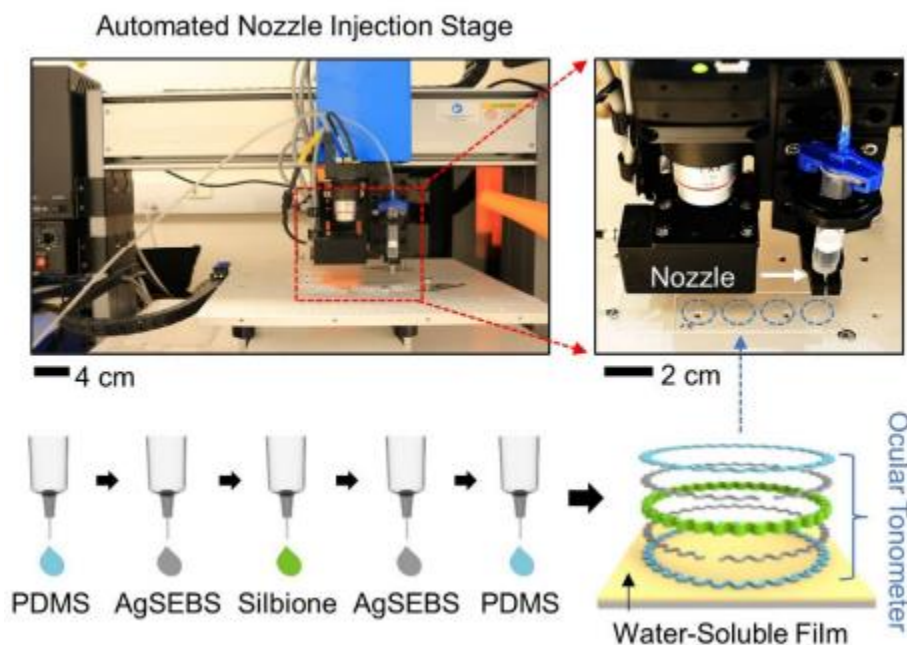 Automated Nozzle Injection Stage
Nozzle
4 cm
2 cm
PDMS
AgSEBS
Silbione
AgSEBS
PDMS
Ocular Tonometer
Water-Soluble Film